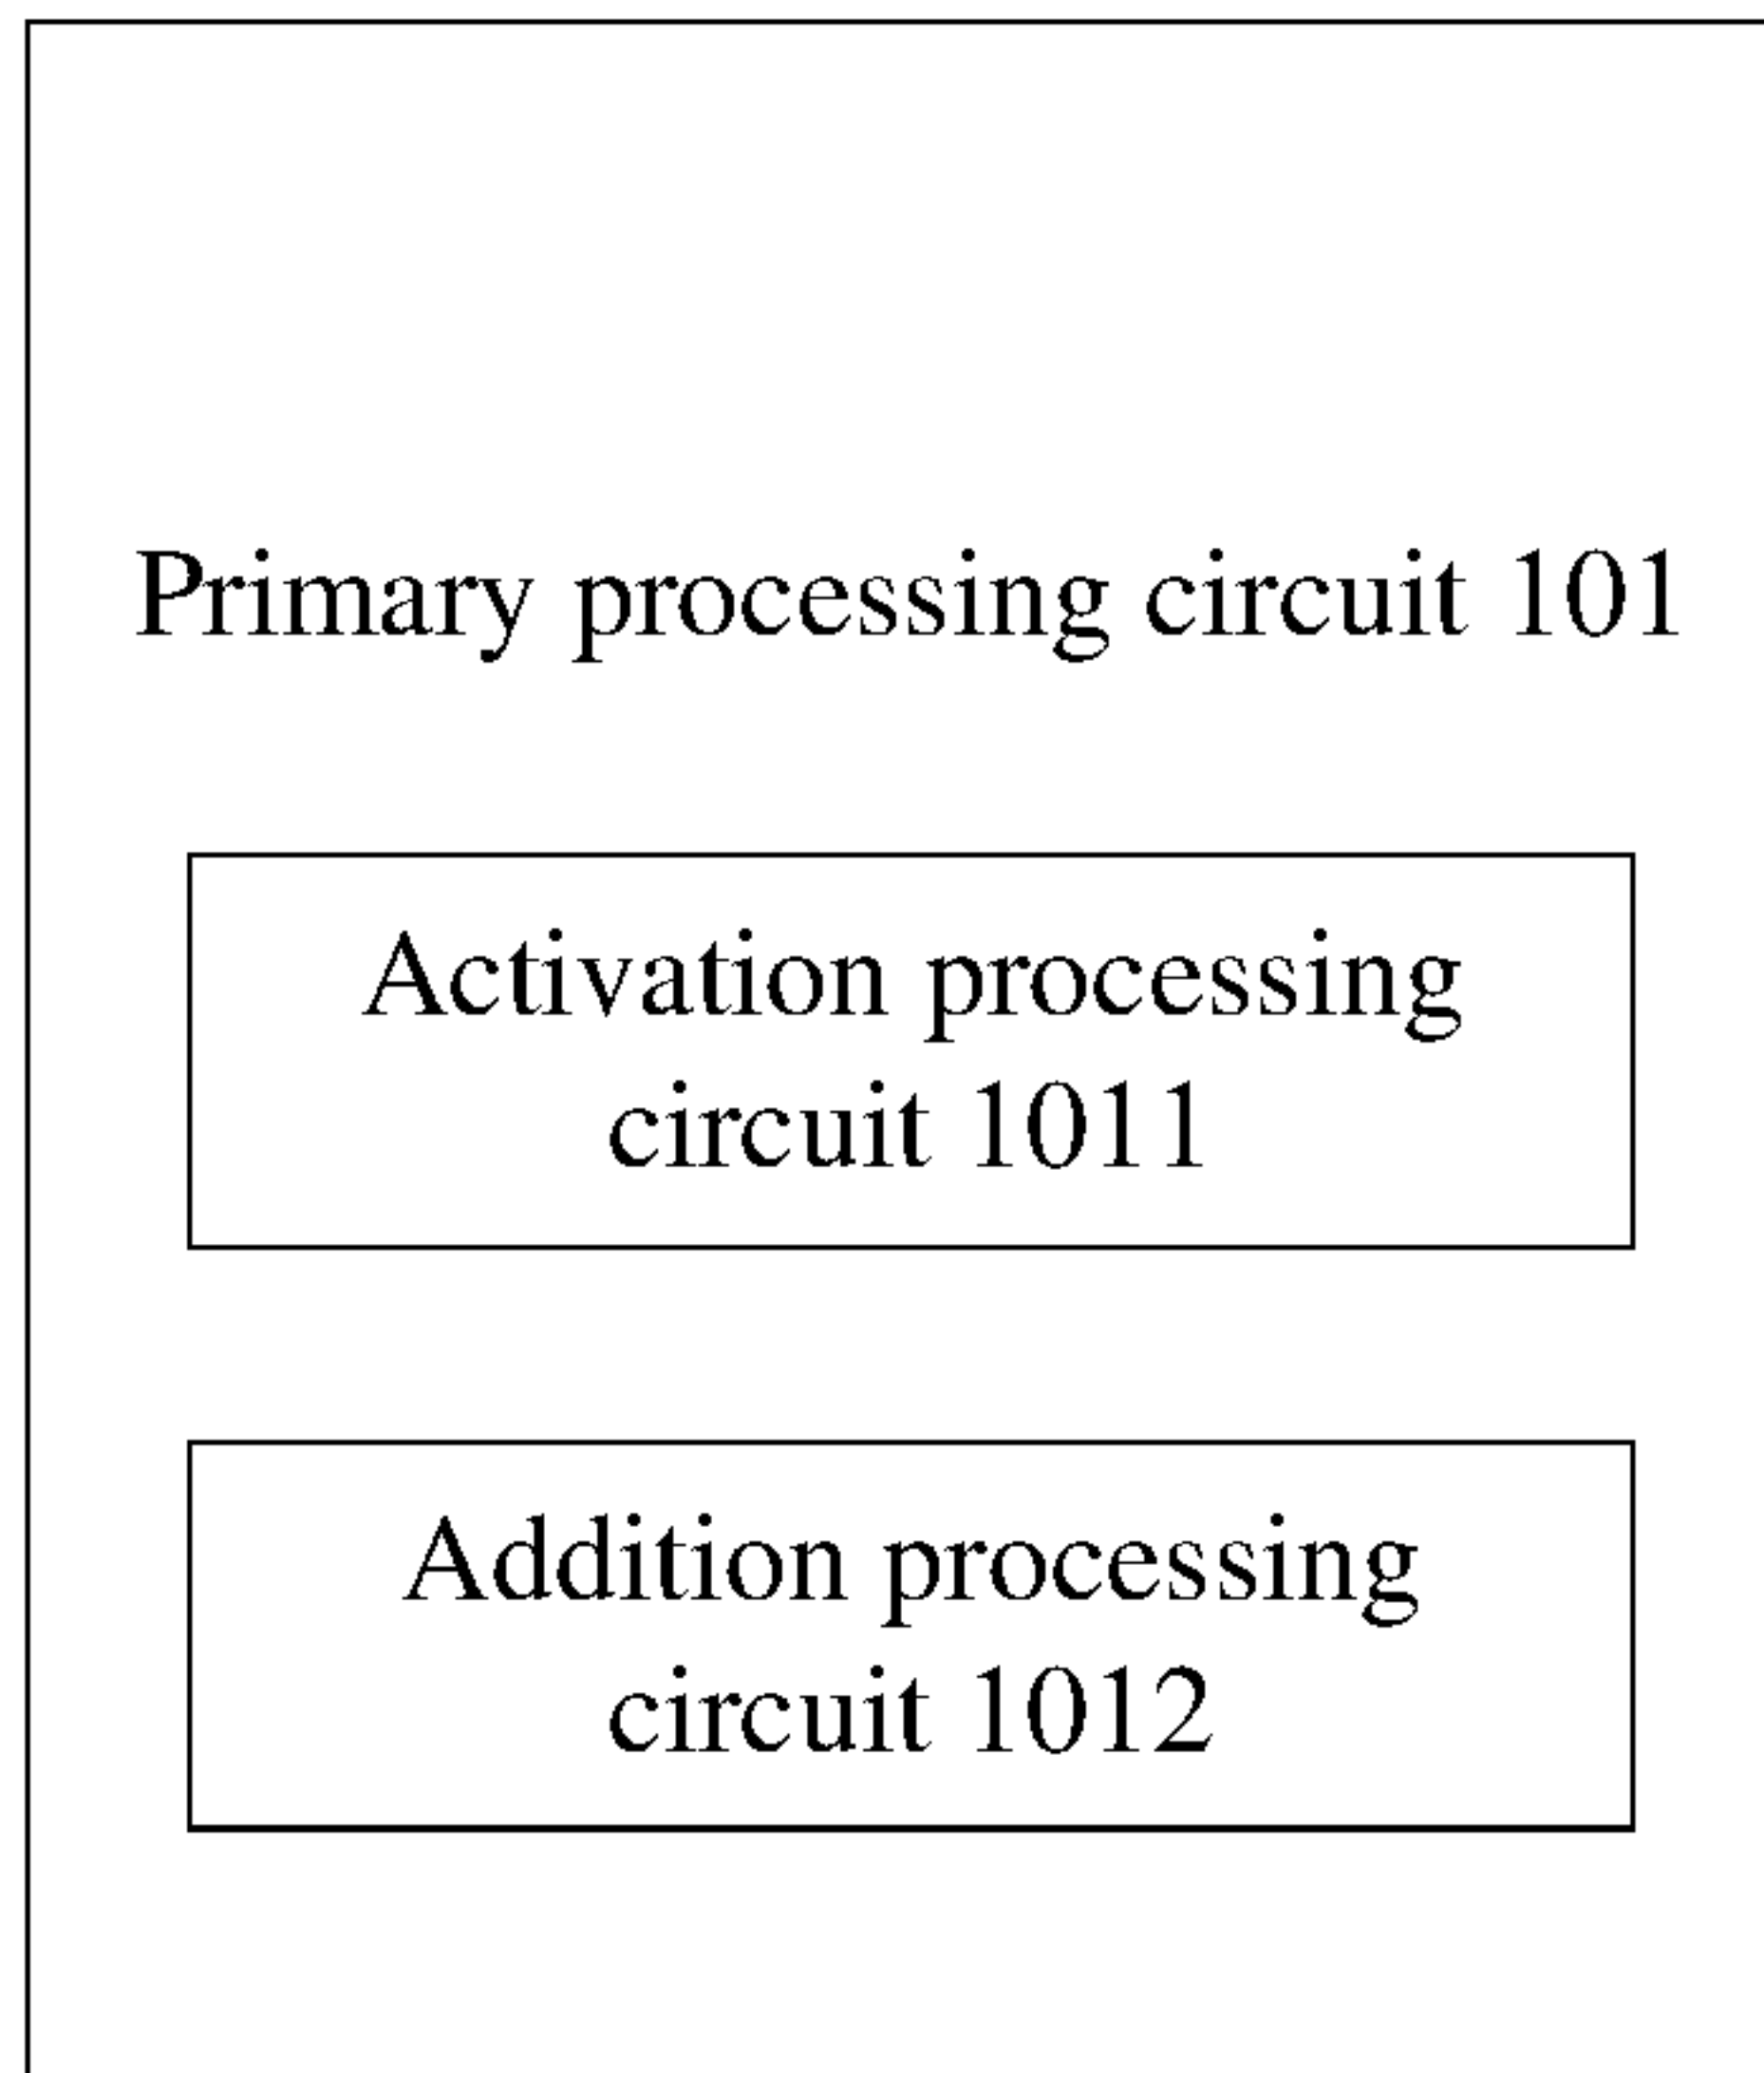 Primary processing circuit 101
Activation processing
circuit 1011
Addition processing
circuit 1012